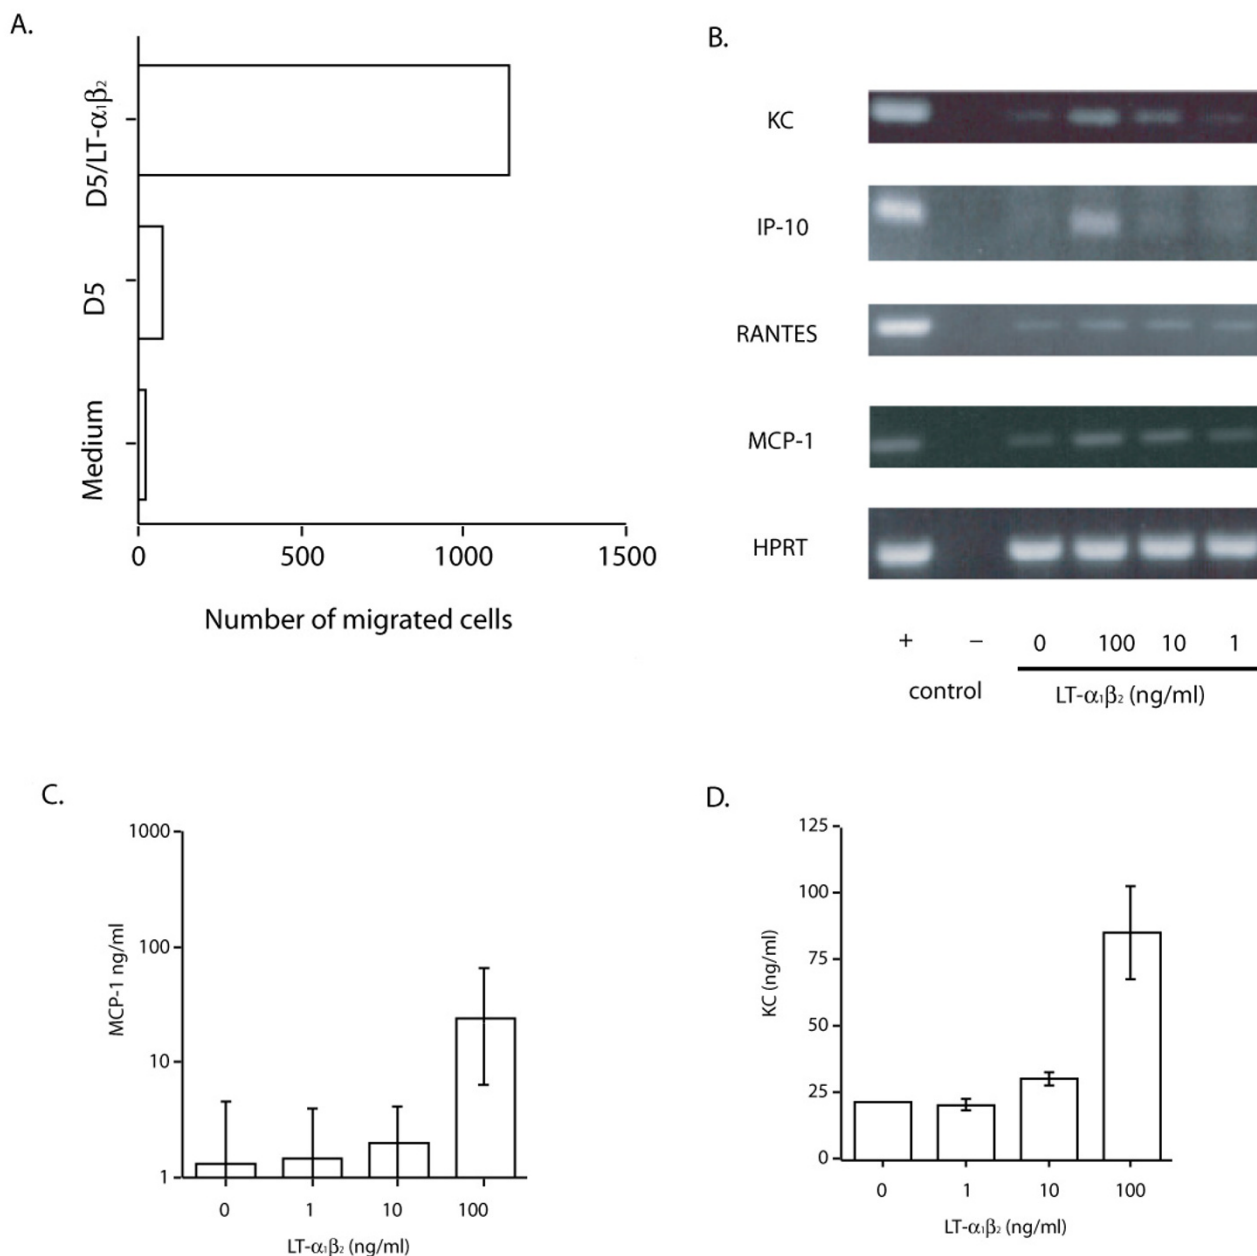 A.
D5/LT-α₁β₂
D5
Medium
0 500 1000 1500
Number of migrated cells
B.
KC
IP-10
RANTES
MCP-1
HPRT
+ − 0 100 10 1
control LT-α₁β₂ (ng/ml)
C.
MCP-1 ng/ml
1000
100
10
1
0 1 10 100
LT-α₁β₂ (ng/ml)
D.
KC (ng/ml)
125
100
75
50
25
0
0 1 10 100
LT-α₁β₂ (ng/ml)